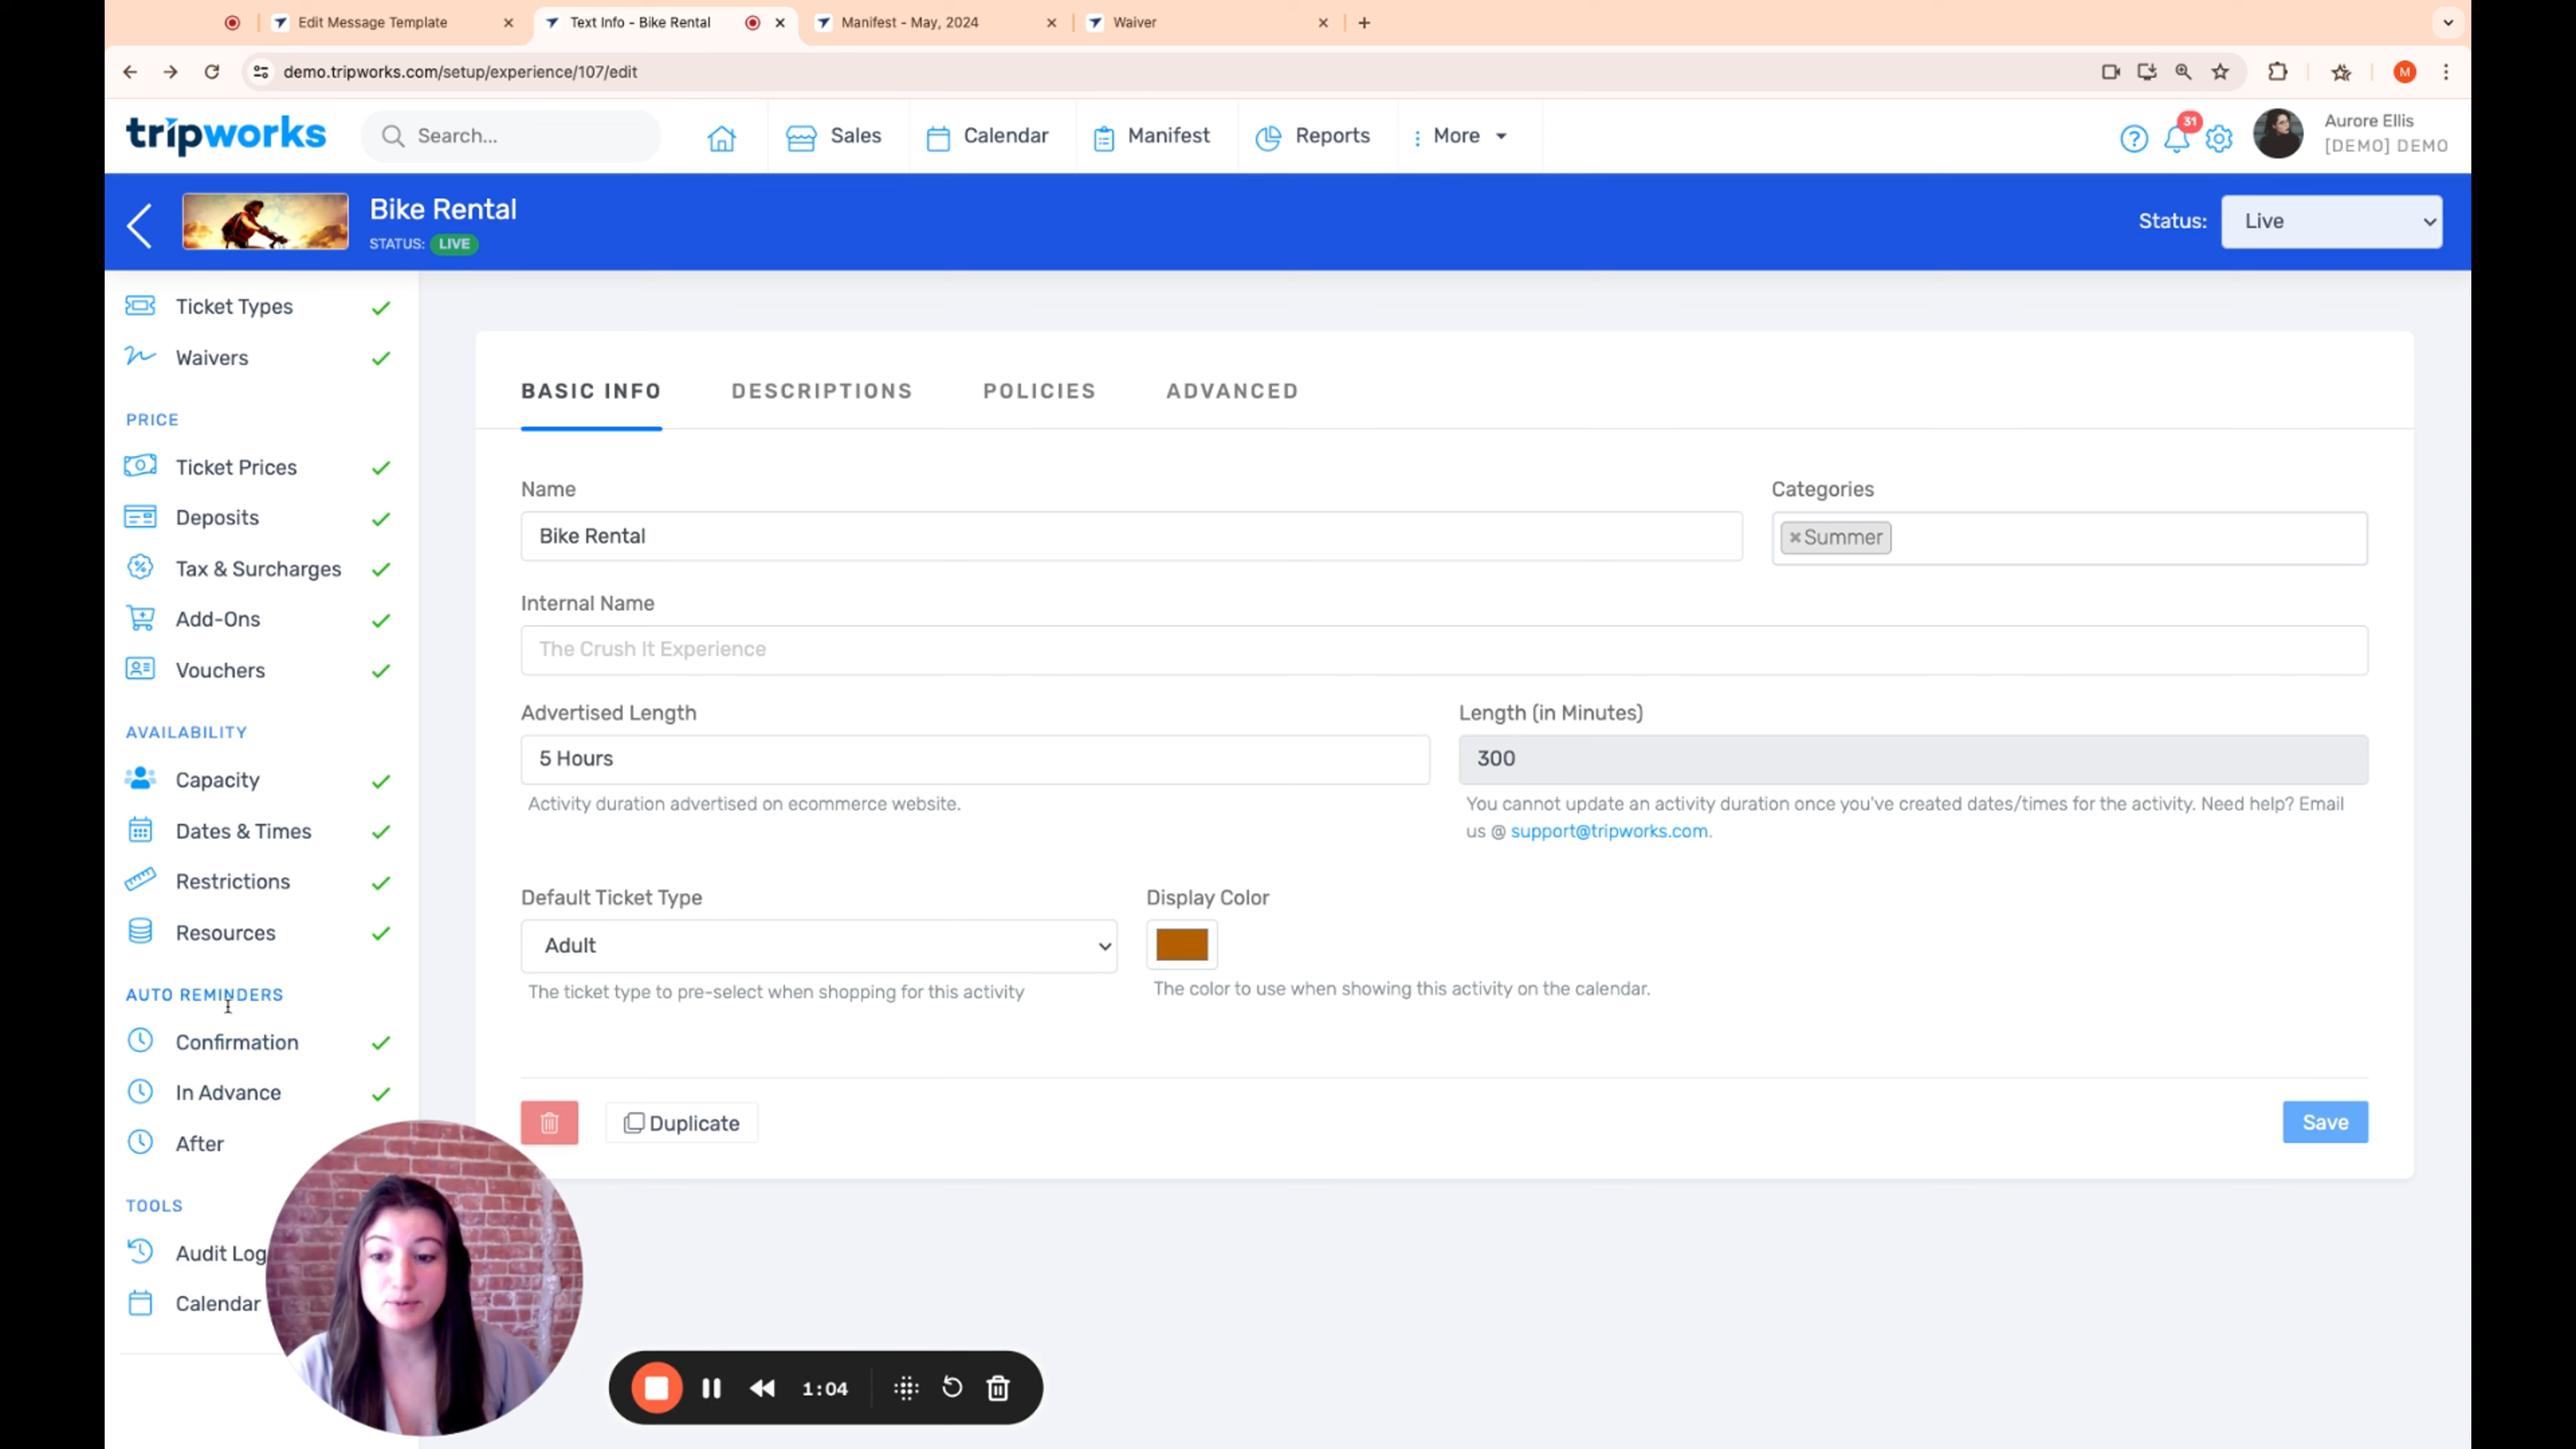 Edit Message Template
Text Info - Bike Rental
Manifest - May, 2024
Waiver
demo.tripworks.com/setup/experience/107/edit
M
tripworks
Search...
Sales
Calendar
Manifest
Reports
More
31
Aurore Ellis
[DEMO] DEMO
Bike Rental
STATUS: LIVE
Status:
Live
Ticket Types
Waivers
PRICE
Ticket Prices
Deposits
Tax & Surcharges
Add-Ons
Vouchers
AVAILABILITY
Capacity
Dates & Times
Restrictions
Resources
AUTO REMINDERS
Confirmation
In Advance
After
TOOLS
Audit Log
Calendar
BASIC INFO
DESCRIPTIONS
POLICIES
ADVANCED
Name
Bike Rental
Categories
×Summer
Internal Name
The Crush It Experience
Advertised Length
5 Hours
Activity duration advertised on ecommerce website.
Length (in Minutes)
300
You cannot update an activity duration once you've created dates/times for the activity. Need help? Email
us @ support@tripworks.com.
Default Ticket Type
Adult
The ticket type to pre-select when shopping for this activity
Display Color
The color to use when showing this activity on the calendar.
Duplicate
Save
1:04